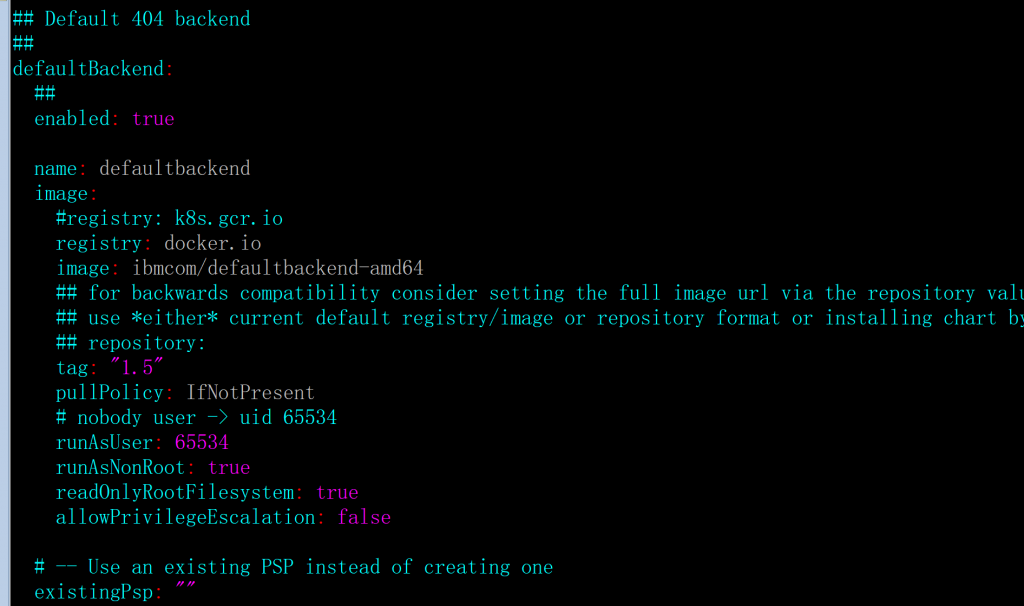 ## Default 404 backend
##
defaultBackend:
  ##
  enabled: true

  name: defaultbackend
  image:
    #registry: k8s.gcr.io
    registry: docker.io
    image: ibmcom/defaultbackend-amd64
    ## for backwards compatibility consider setting the full image url via the repository
    ## use *either* current default registry/image or repository format or installing chart by
    ## repository:
    tag: "1.5"
    pullPolicy: IfNotPresent
    # nobody user -> uid 65534
    runAsUser: 65534
    runAsNonRoot: true
    readOnlyRootFilesystem: true
    allowPrivilegeEscalation: false

  # -- Use an existing PSP instead of creating one
  existingPsp: ""